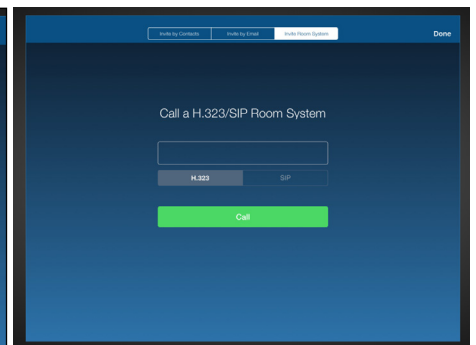 Invite by Contacts Invite by Email Invite Room System Done
Call a H.323/SIP Room System
H.323 SIP
Call